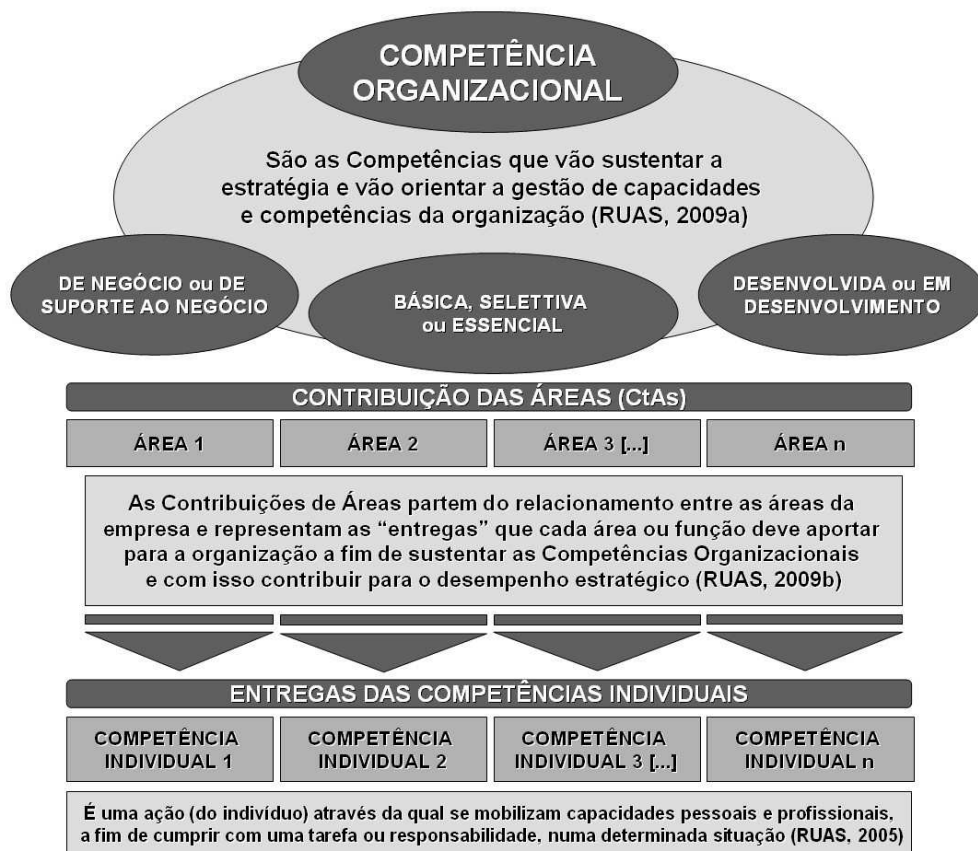 COMPETÊNCIA
ORGANIZACIONAL
São as Competências que vão sustentar a
estratégia e vão orientar a gestão de capacidades
e competências da organização (RUAS, 2009a)
DE NEGÓCIO ou DE
SUPORTE AO NEGÓCIO
BÁSICA, SELETTIVA
ou ESSENCIAL
DESENVOLVIDA ou EM
DESENVOLVIMENTO
CONTRIBUIÇÃO DAS ÁREAS (CtAs)
ÁREA 1
ÁREA 2
ÁREA 3 [...]
ÁREA n
As Contribuições de Áreas partem do relacionamento entre as áreas da
empresa e representam as “entregas” que cada área ou função deve aportar
para a organização a fim de sustentar as Competências Organizacionais
e com isso contribuir para o desempenho estratégico (RUAS, 2009b)
ENTREGAS DAS COMPETÊNCIAS INDIVIDUAIS
COMPETÊNCIA
INDIVIDUAL 1
COMPETÊNCIA
INDIVIDUAL 2
COMPETÊNCIA
INDIVIDUAL 3 [...]
COMPETÊNCIA
INDIVIDUAL n
É uma ação (do indivíduo) através da qual se mobilizam capacidades pessoais e profissionais,
a fim de cumprir com uma tarefa ou responsabilidade, numa determinada situação (RUAS, 2005)